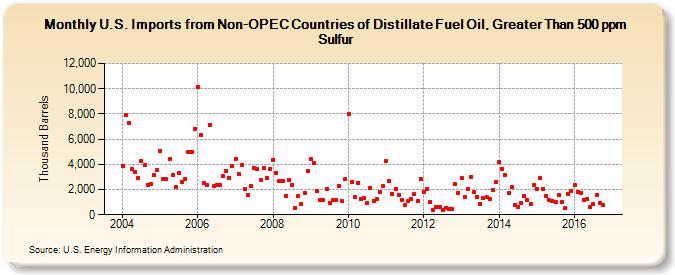 Monthly U.S. Imports from Non-OPEC Countries of Distillate Fuel Oil, Greater Than 500 ppm
Sulfur
Thousand Barrels
12,000
10,000
8,000
6,000
4,000
2,000
0
2004 2006 2008 2010 2012 2014 2016
Source: U.S. Energy Information Administration